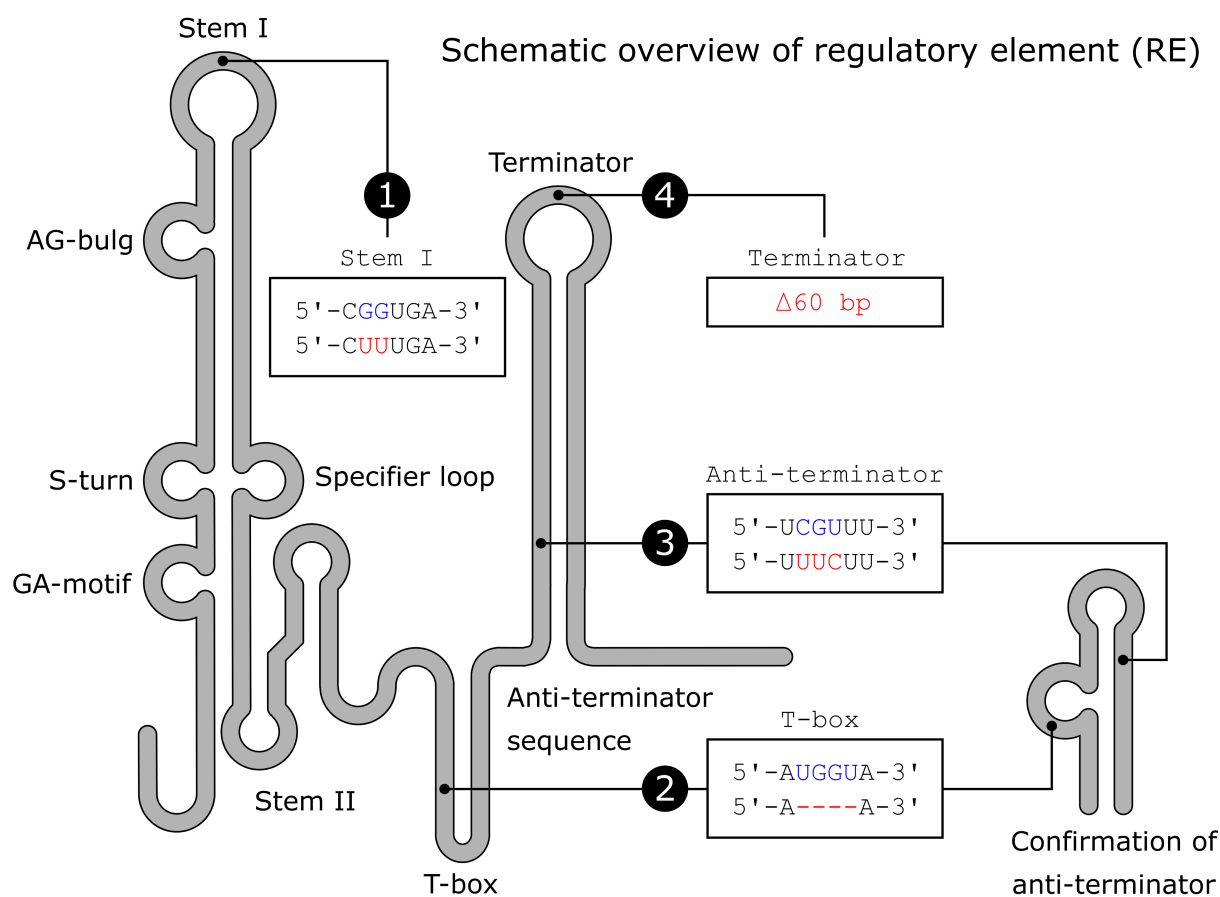 Stem I
Schematic overview of regulatory element (RE)
Terminator
1
4
AG-bulg
Stem I
5'-CGGUGA-3'
5'-CUUUGA-3'
Terminator
Δ60 bp
S-turn
Specifier loop
Anti-terminator
3
5'-UCGUUU-3'
5'-UUUCUU-3'
GA-motif
Anti-terminator
sequence
T-box
2
5'-AUGGUA-3'
5'-A----A-3'
Stem II
T-box
Confirmation of
anti-terminator